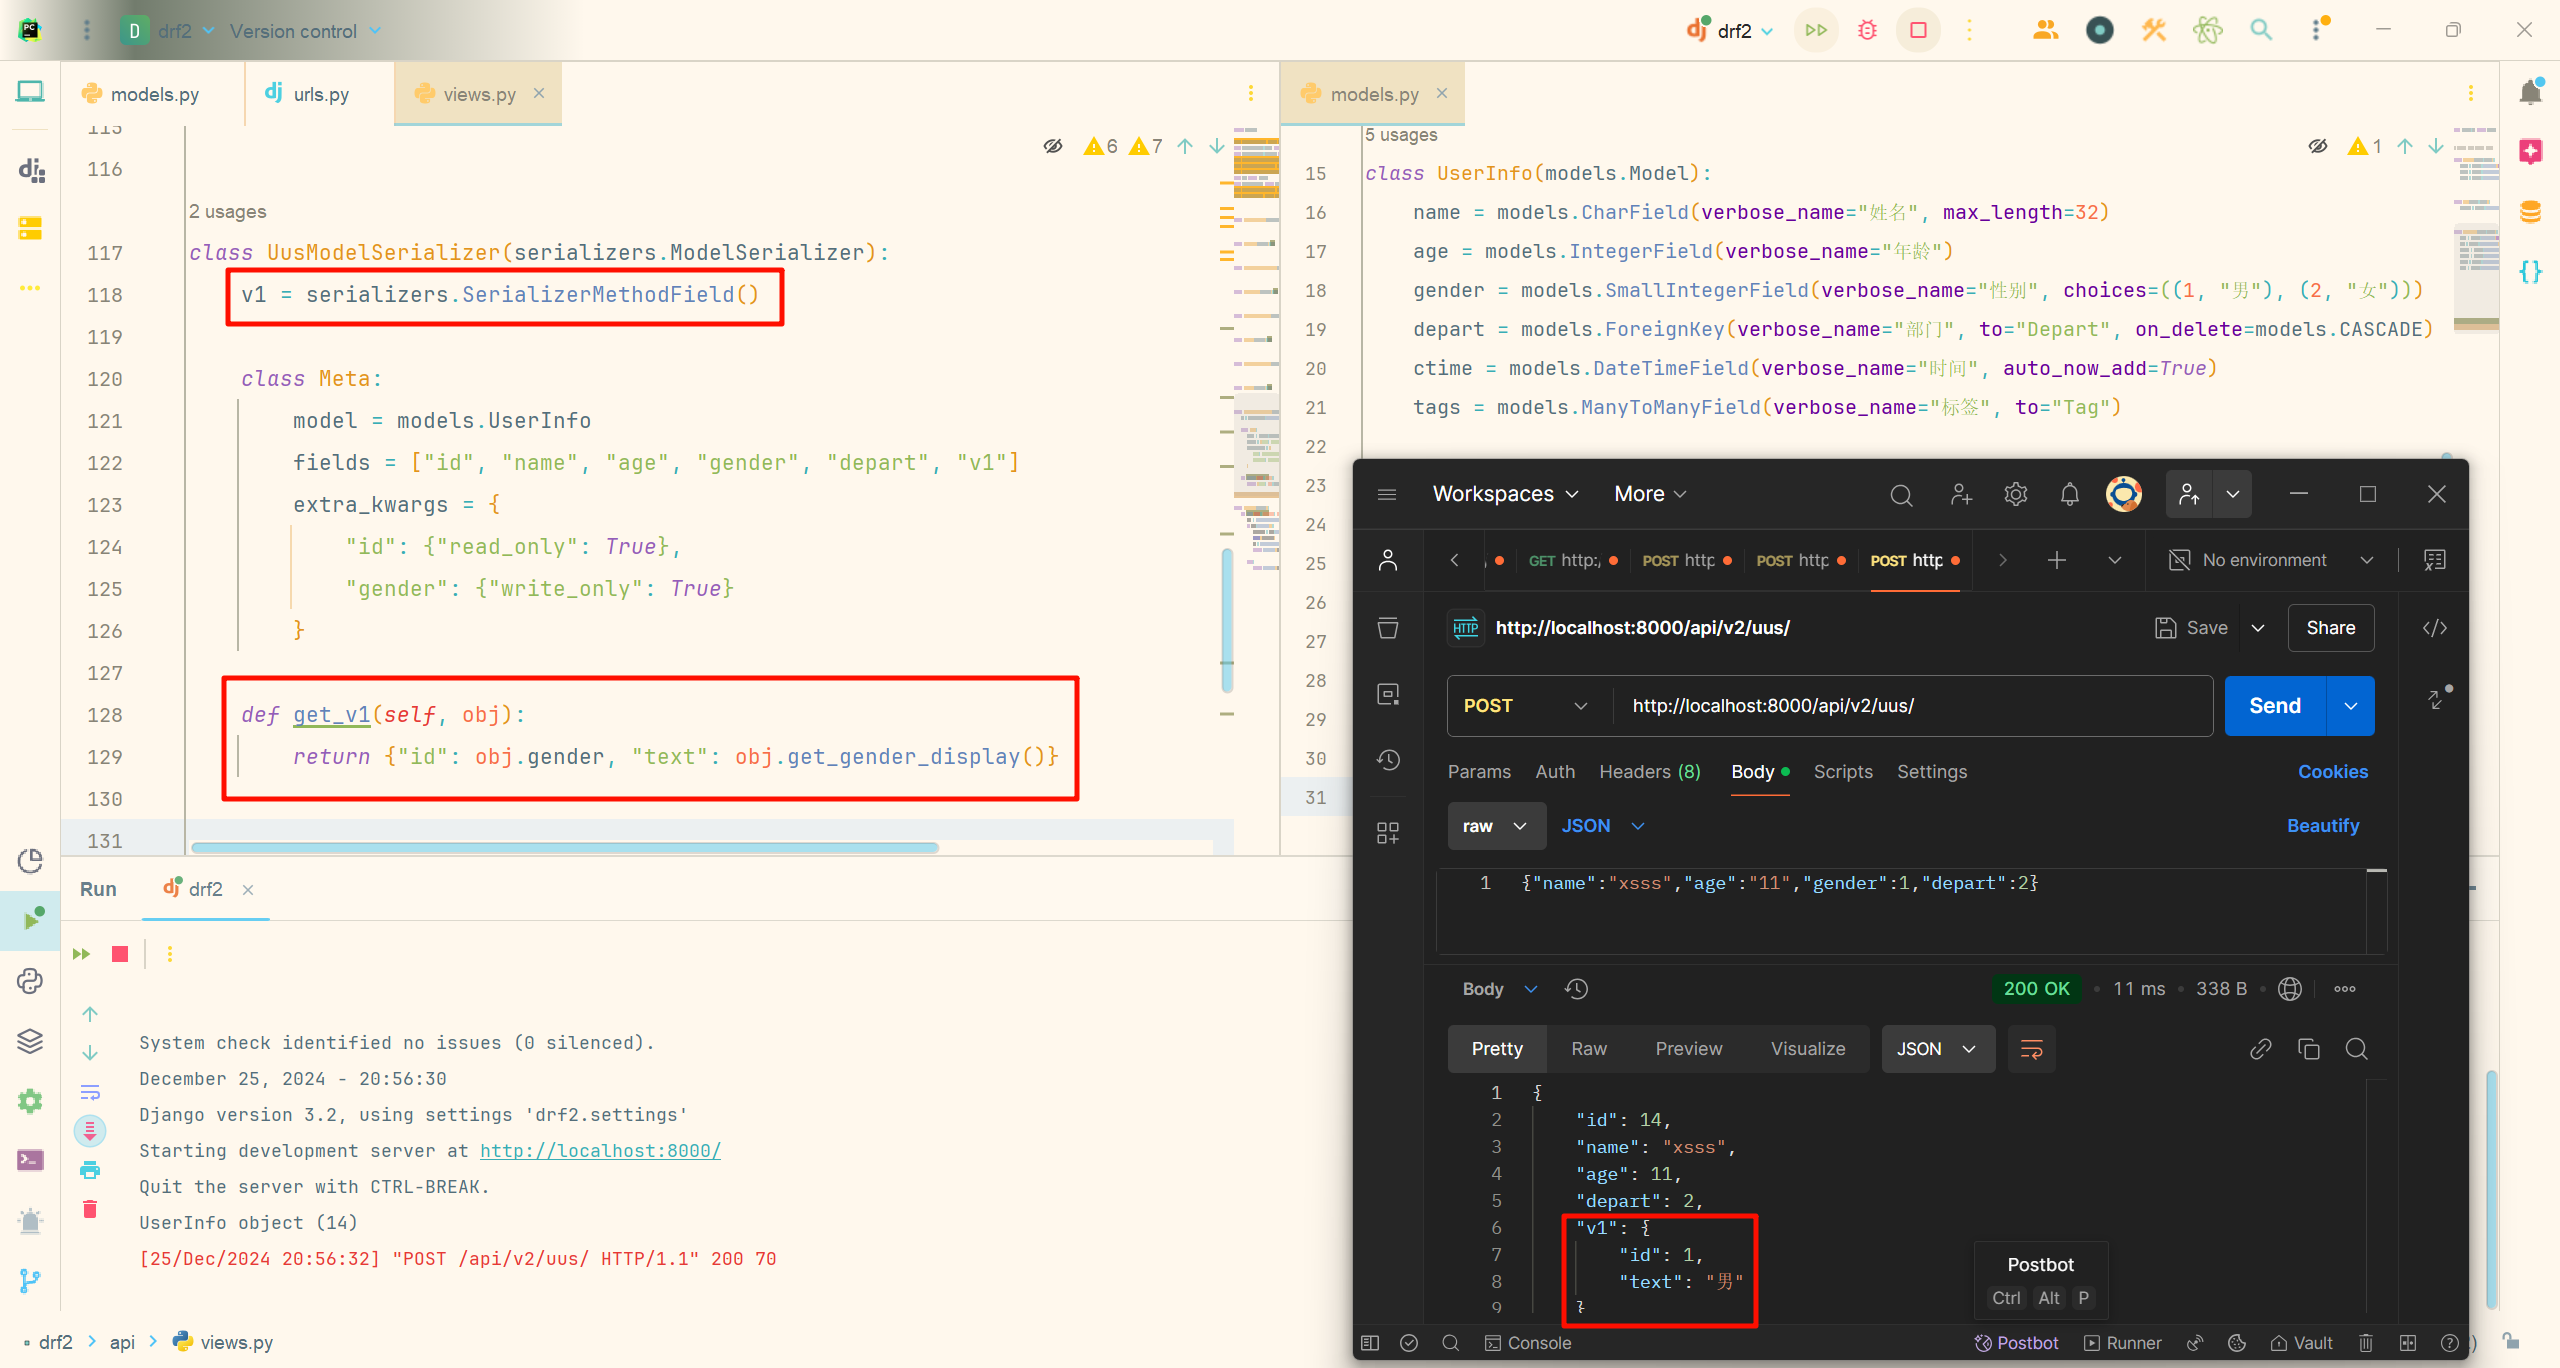 D drf2 Version control
drf2
models.py urls.py views.py
6 7
115
116
2 usages
117 class UusModelSerializer(serializers.ModelSerializer):
118 v1 = serializers.SerializerMethodField()
119
120 class Meta:
121 model = models.UserInfo
122 fields = ["id", "name", "age", "gender", "depart", "v1"]
123 extra_kwargs = {
124 "id": {"read_only": True},
125 "gender": {"write_only": True}
126 }
127
128 def get_v1(self, obj):
129 return {"id": obj.gender, "text": obj.get_gender_display()}
130
131
models.py
1
5 usages
15 class UserInfo(models.Model):
16 name = models.CharField(verbose_name="姓名", max_length=32)
17 age = models.IntegerField(verbose_name="年龄")
18 gender = models.SmallIntegerField(verbose_name="性别", choices=((1, "男"), (2, "女")))
19 depart = models.ForeignKey(verbose_name="部门", to="Depart", on_delete=models.CASCADE)
20 ctime = models.DateTimeField(verbose_name="时间", auto_now_add=True)
21 tags = models.ManyToManyField(verbose_name="标签", to="Tag")
22
23
24
25
26
27
28
29
30
31
Run drf2
System check identified no issues (0 silenced).
December 25, 2024 - 20:56:30
Django version 3.2, using settings 'drf2.settings'
Starting development server at http://localhost:8000/
Quit the server with CTRL-BREAK.
UserInfo object (14)
[25/Dec/2024 20:56:32] "POST /api/v2/uus/ HTTP/1.1" 200 70
drf2 api views.py
Workspaces More
GET http:/ POST http POST http POST http No environment
HTTP http://localhost:8000/api/v2/uus/ Save Share
POST http://localhost:8000/api/v2/uus/ Send
Params Auth Headers (8) Body Scripts Settings Cookies
raw JSON Beautify
1 {"name":"xsss","age":"11","gender":1,"depart":2}
Body 200 OK 11 ms 338 B
Pretty Raw Preview Visualize JSON
1 {
2 "id": 14,
3 "name": "xsss",
4 "age": 11,
5 "depart": 2,
6 "v1": {
7 "id": 1,
8 "text": "男"
9 }
Postbot
Ctrl Alt P
Console Postbot Runner Vault